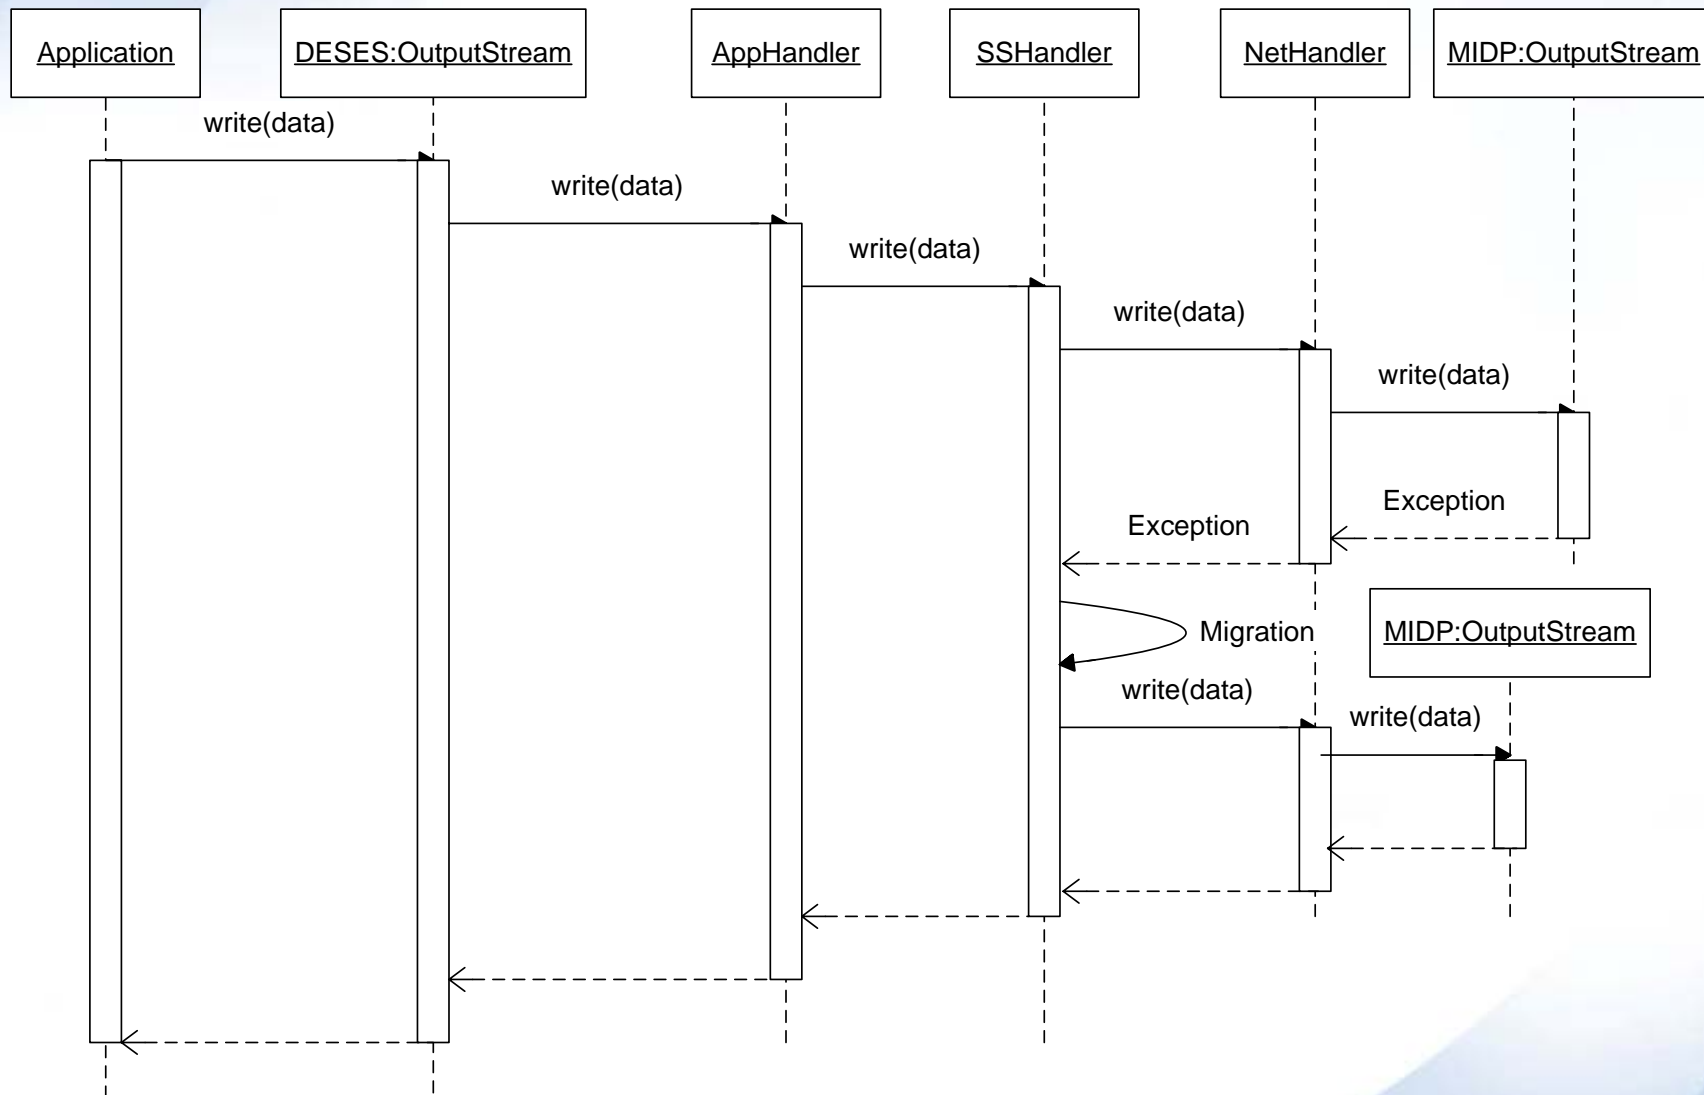 Application
DESES:OutputStream
AppHandler
SSHandler
NetHandler
MIDP:OutputStream
write(data)
write(data)
write(data)
write(data)
write(data)
Exception
Exception
Migration
MIDP:OutputStream
write(data)
write(data)